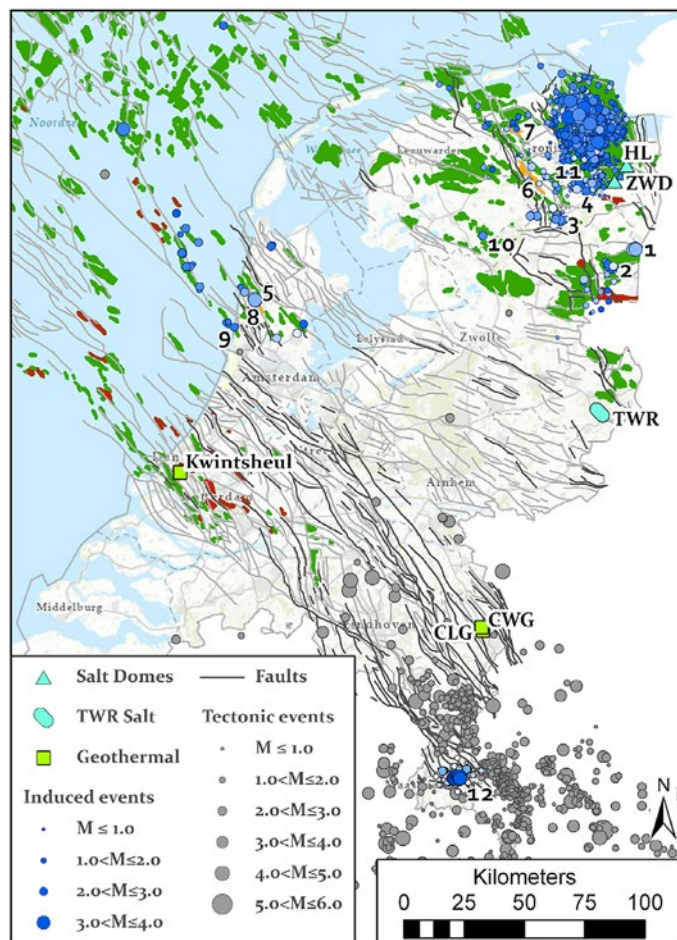 Noordzee
Leeuwarden
7
HL
ZWD
11
6
4
3
10
1
2
5
8
9
Lelystad
Zwolle
Amsterdam
TWR
Kwintsheul
Arnhem
Middelburg
CWG
CLG
12
N
Salt Domes
Faults
TWR Salt
Tectonic events
Geothermal
M ≤ 1.0
1.0<M≤2.0
2.0<M≤3.0
3.0<M≤4.0
4.0<M≤5.0
5.0<M≤6.0
Induced events
M ≤ 1.0
1.0<M≤2.0
2.0<M≤3.0
3.0<M≤4.0
Kilometers
0 25 50 75 100